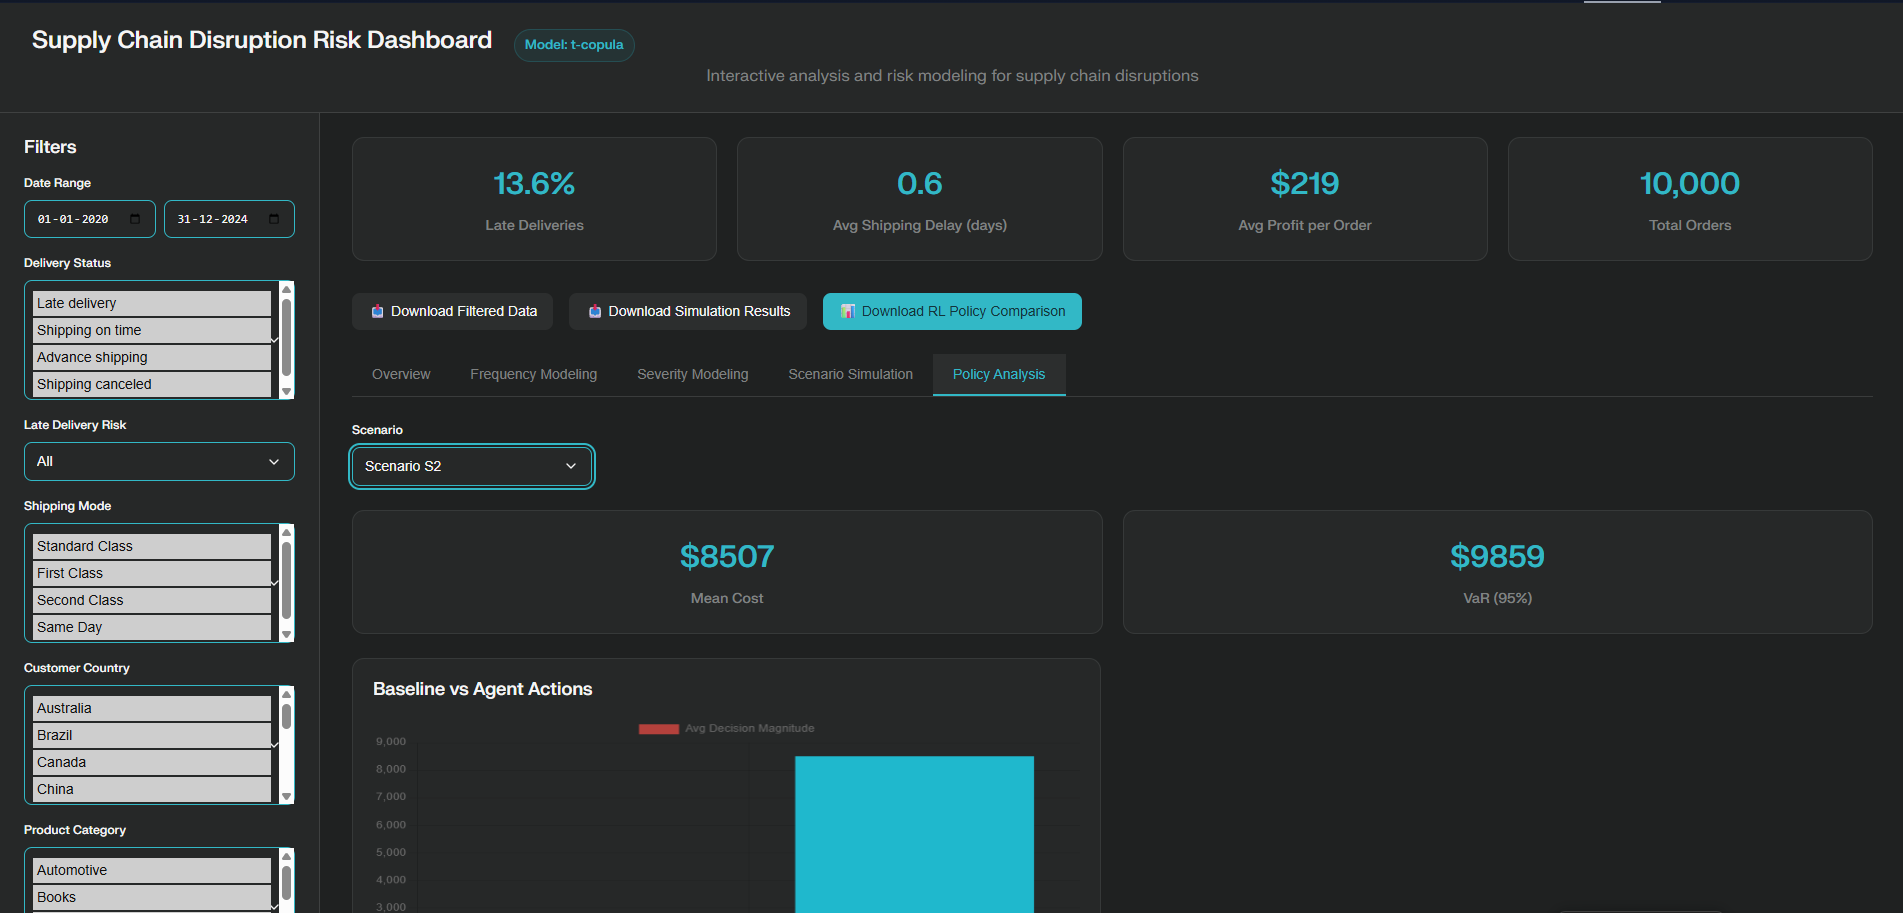 Supply Chain Disruption Risk Dashboard
Model: t-copula
Interactive analysis and risk modeling for supply chain disruptions
Filters
Date Range
01-01-2020
31-12-2024
Delivery Status
Late delivery
Shipping on time
Advance shipping
Shipping canceled
Late Delivery Risk
All
Shipping Mode
Standard Class
First Class
Second Class
Same Day
Customer Country
Australia
Brazil
Canada
China
Product Category
Automotive
Books
13.6%
Late Deliveries
0.6
Avg Shipping Delay (days)
$219
Avg Profit per Order
10,000
Total Orders
Download Filtered Data
Download Simulation Results
Download RL Policy Comparison
Overview
Frequency Modeling
Severity Modeling
Scenario Simulation
Policy Analysis
Scenario
Scenario S2
$8507
Mean Cost
$9859
VaR (95%)
Baseline vs Agent Actions
Avg Decision Magnitude
9,000
8,000
7,000
6,000
5,000
4,000
3,000